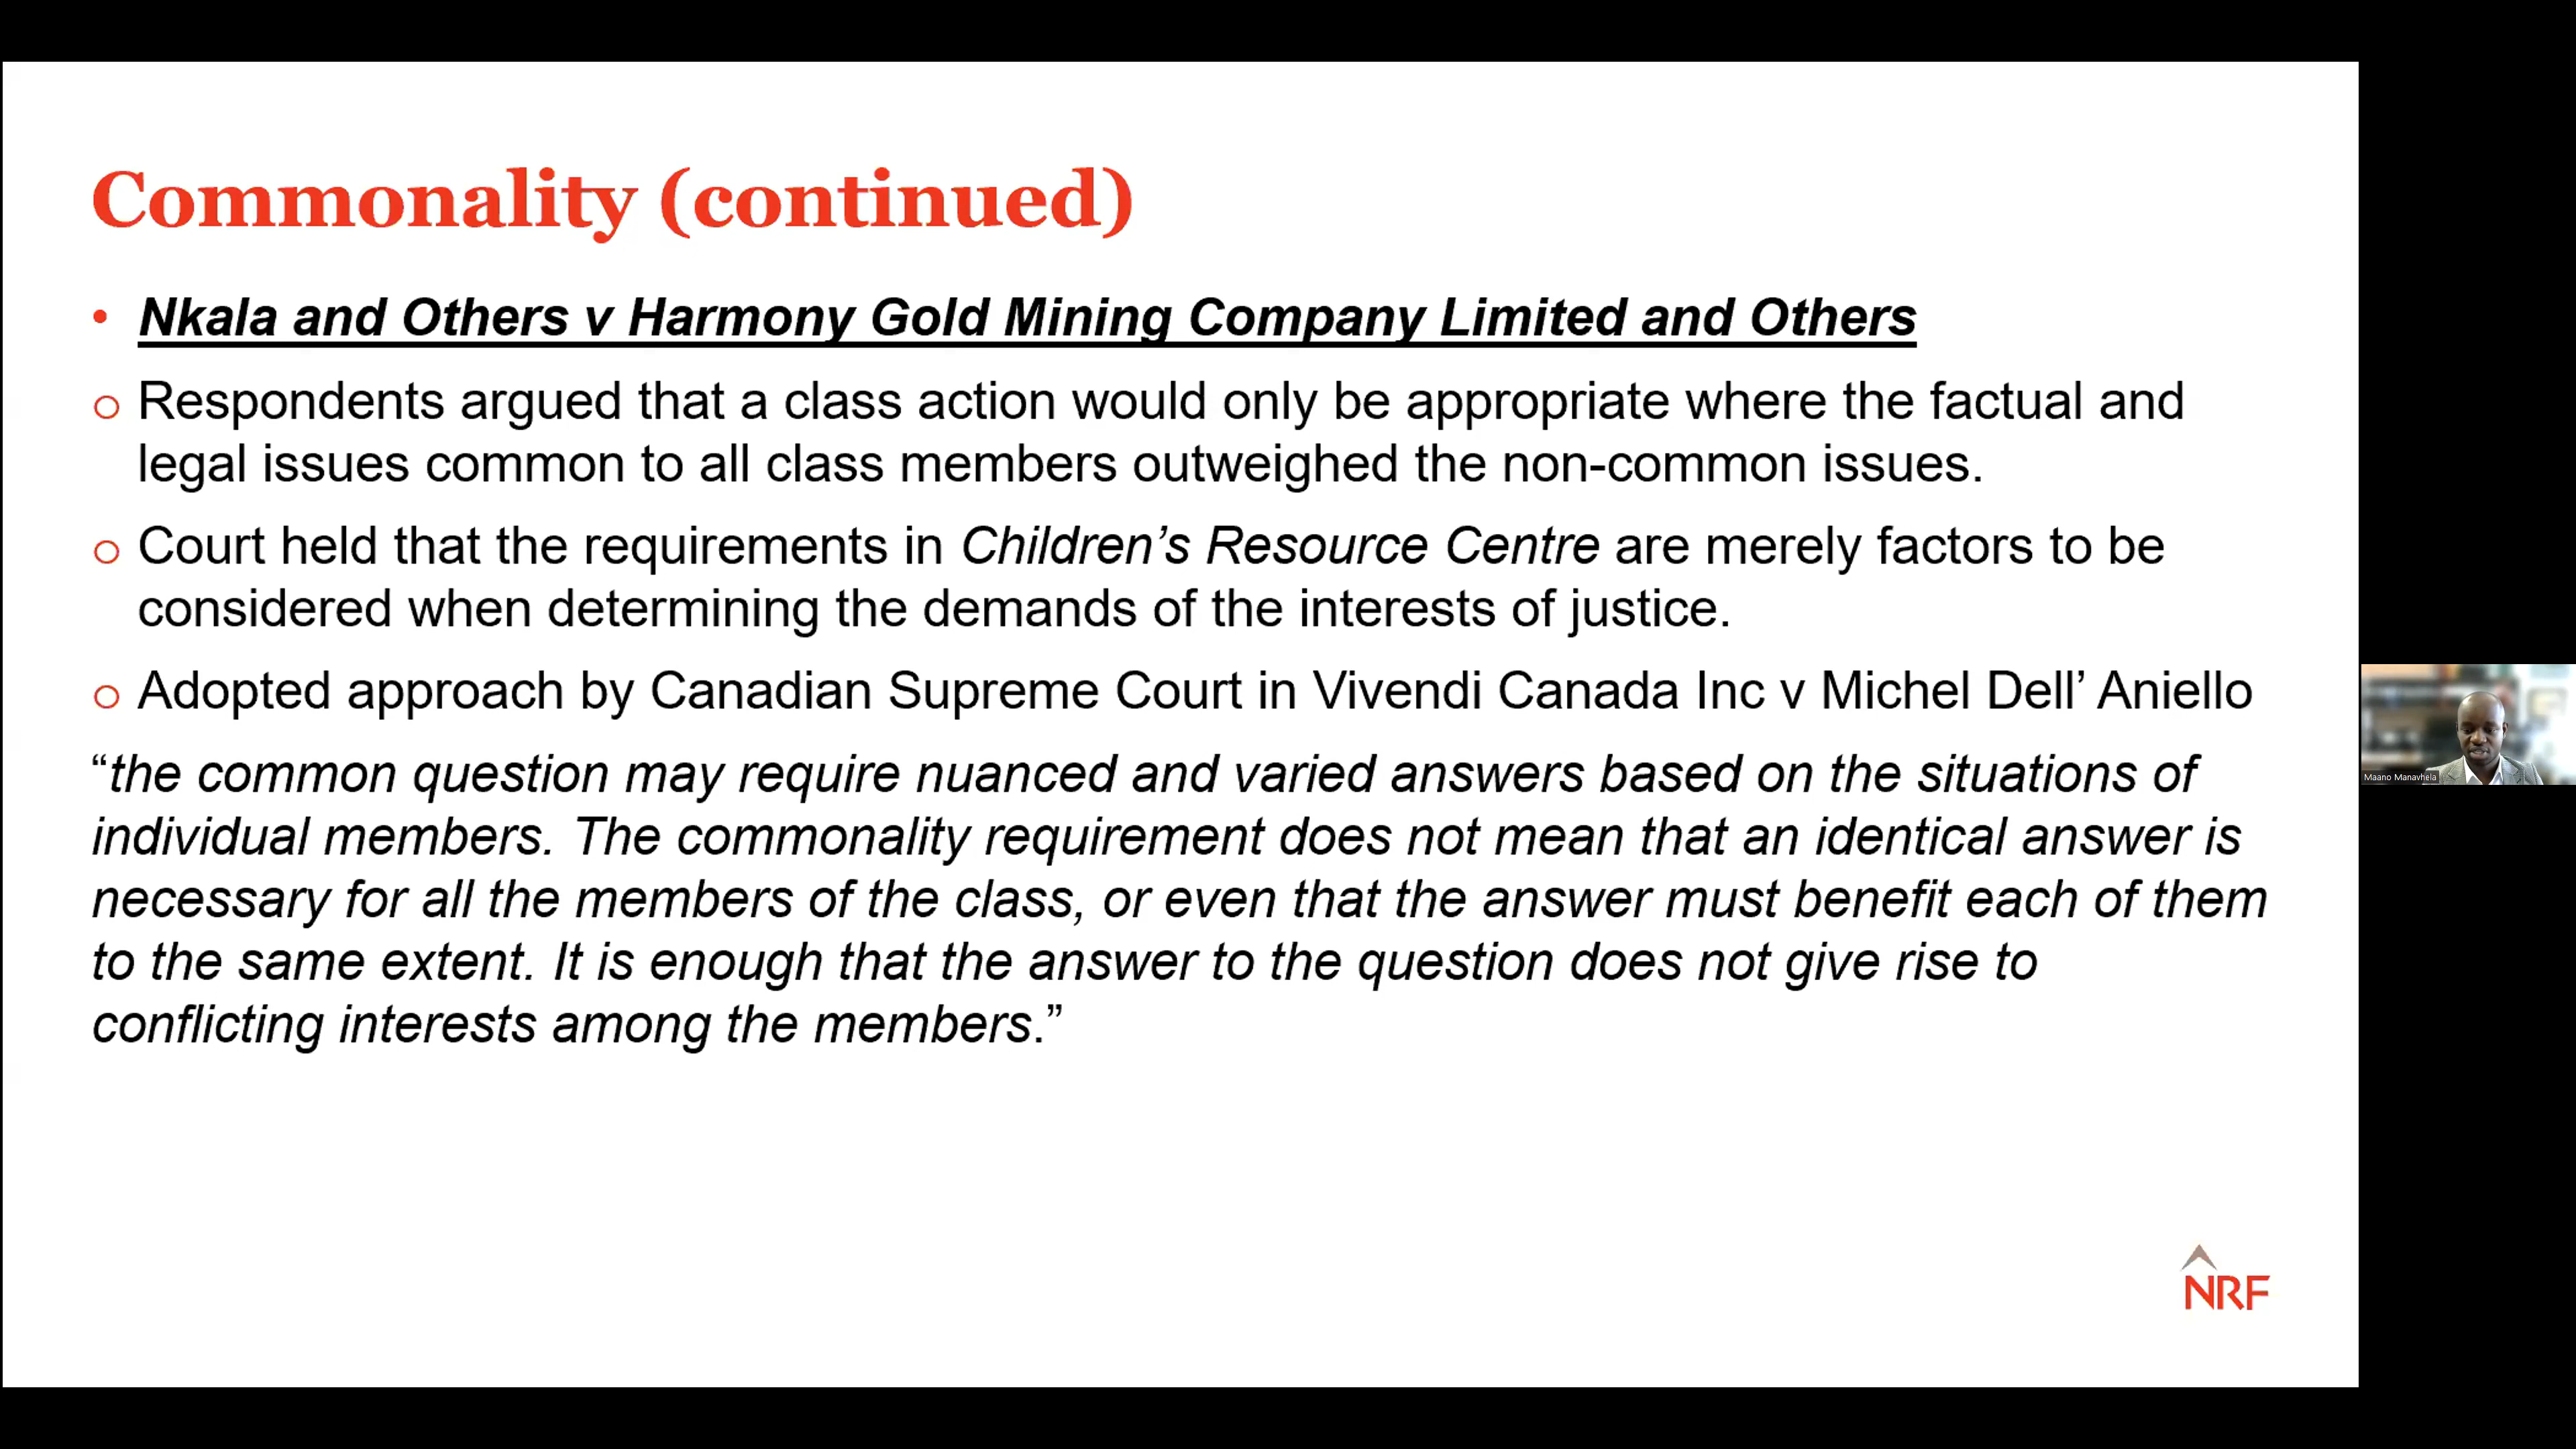 Commonality (continued)
• Nkala and Others v Harmony Gold Mining Company Limited and Others
o Respondents argued that a class action would only be appropriate where the factual and
legal issues common to all class members outweighed the non-common issues.
o Court held that the requirements in Children’s Resource Centre are merely factors to be
considered when determining the demands of the interests of justice.
o Adopted approach by Canadian Supreme Court in Vivendi Canada Inc v Michel Dell’ Aniello
“the common question may require nuanced and varied answers based on the situations of
individual members. The commonality requirement does not mean that an identical answer is
necessary for all the members of the class, or even that the answer must benefit each of them
to the same extent. It is enough that the answer to the question does not give rise to
conflicting interests among the members.”
NRF
Maano Manavhela